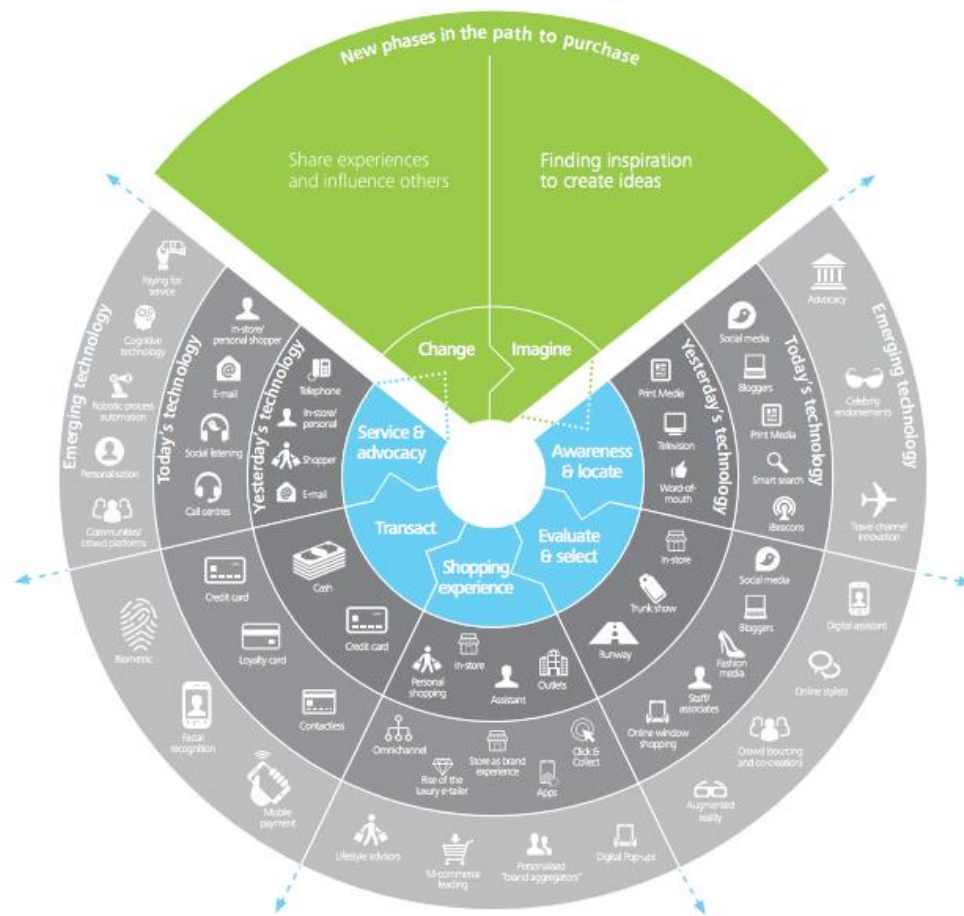 New phases in the path to purchase
Share experiences
and influence others
Finding inspiration
to create ideas
Change
Imagine
Service &
advocacy
Awareness
& locate
Transact
Evaluate
& select
Shopping
experience
Emerging technology
Today's technology
Yesterday's technology
Paying for
service
Cognitive
technology
Robotic process
automation
Personalisation
Communities/
crowd platforms
In-store/
personal shopper
E-mail
Social listening
Call centres
Telephone
In-store/
personal
Shopper
E-mail
Yesterday's technology
Today's technology
Emerging technology
Print Media
Television
Word-of-
mouth
Social media
Bloggers
Print Media
Smart search
iBeacons
Advocacy
Celebrity
endorsements
Travel channel
innovation
In-store
Trunk show
Runway
Social media
Bloggers
Fashion
media
Staff/
associates
Online window
shopping
Digital assistant
Online stylists
Crowd sourcing
and co-creations
Augmented
reality
Personal
shopping
In-store
Assistant
Outlets
Omnichannel
Rise of the
luxury e-tailer
Store as brand
experience
Apps
Click &
Collect
Lifestyle advisors
M-commerce
leading
Personalised
"brand aggregators"
Digital Pop-ups
Cash
Credit card
Credit card
Loyalty card
Contactless
Biometric
Facial
recognition
Mobile
payment